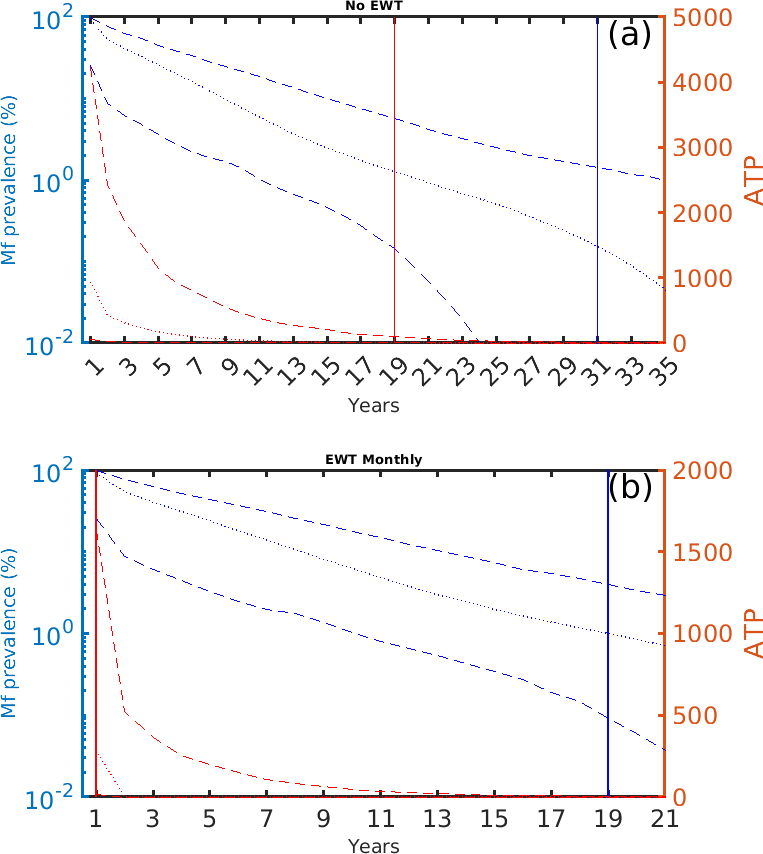 No EWT
(a)
10^2
10^0
10^-2
Mf prevalence (%)
5000
4000
3000
2000
1000
0
ATP
1 3 5 7 9 11 13 15 17 19 21 23 25 27 29 31 33 35
Years
EWT Monthly
(b)
10^2
10^0
10^-2
Mf prevalence (%)
2000
1500
1000
500
0
ATP
1 3 5 7 9 11 13 15 17 19 21
Years